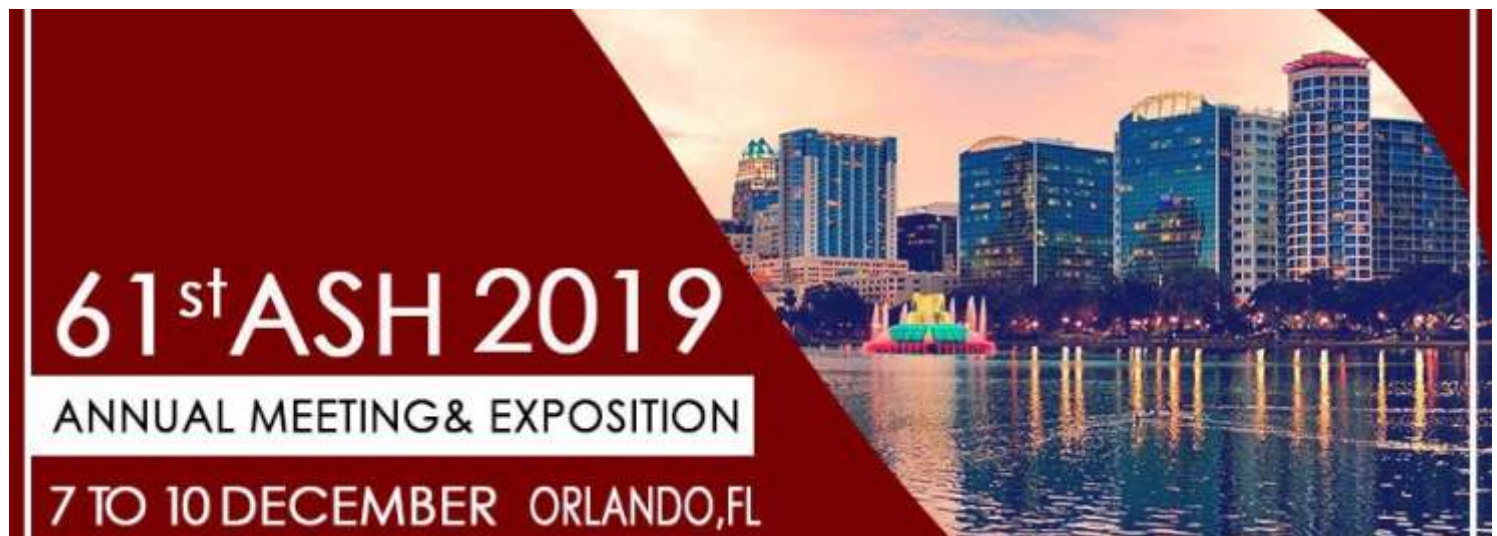 61st ASH 2019
ANNUAL MEETING& EXPOSITION
7 TO 10 DECEMBER ORLANDO,FL